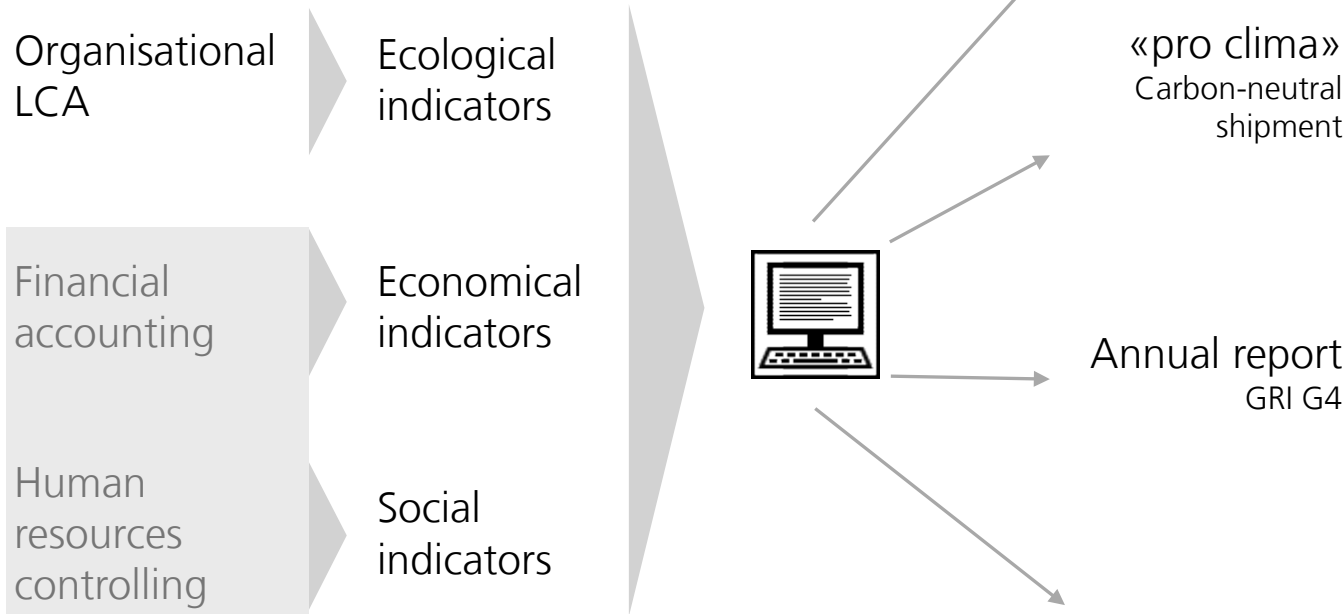 Organisational
LCA
Ecological
indicators
«pro clima»
Carbon-neutral
shipment
Financial
accounting
Economical
indicators
Annual report
GRI G4
Human
resources
controlling
Social
indicators